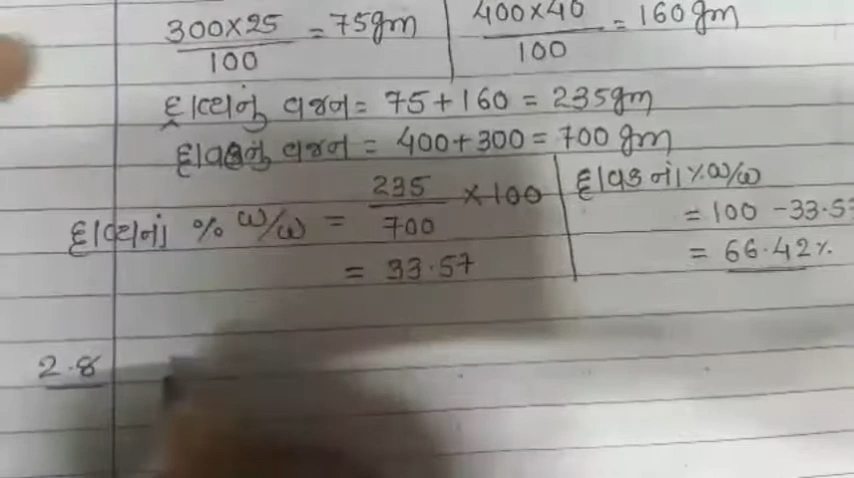 300×25/100 = 75gm
400×40/100 = 160gm
દ્રાવ્યનું વજન = 75+160 = 235gm
દ્રાવણનું વજન = 400+300 = 700 gm
દ્રાવ્યનાં % w/w = 235/700 × 100
= 33.57
દ્રાવકનાં % w/w
= 100 - 33.57
= 66.42%
2.8